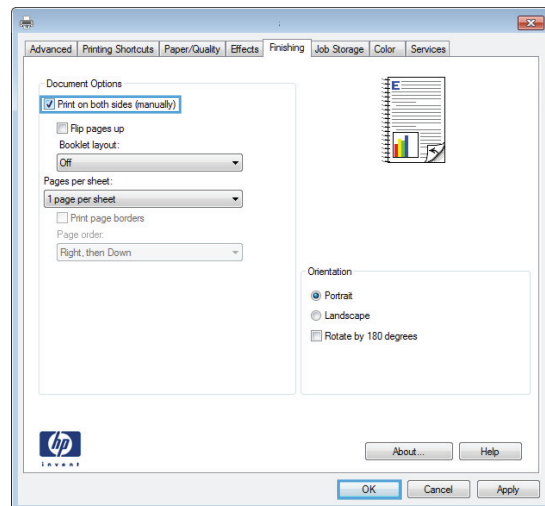 Advanced Printing Shortcuts Paper/Quality Effects Finishing Job Storage Color Services
Document Options
Print on both sides (manually)
Flip pages up
Booklet layout:
Off
Pages per sheet:
1 page per sheet
Print page borders
Page order:
Right, then Down
E
Orientation
Portrait
Landscape
Rotate by 180 degrees
hp
invent
About... Help
OK Cancel Apply